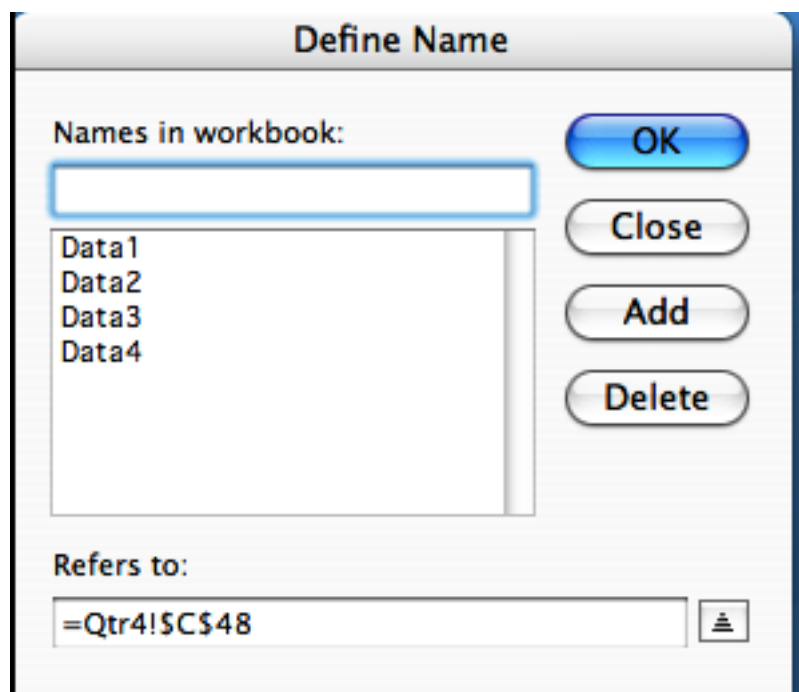 Define Name
Names in workbook:
OK
Close
Add
Delete
Data1
Data2
Data3
Data4
Refers to:
=Qtr4!$C$48